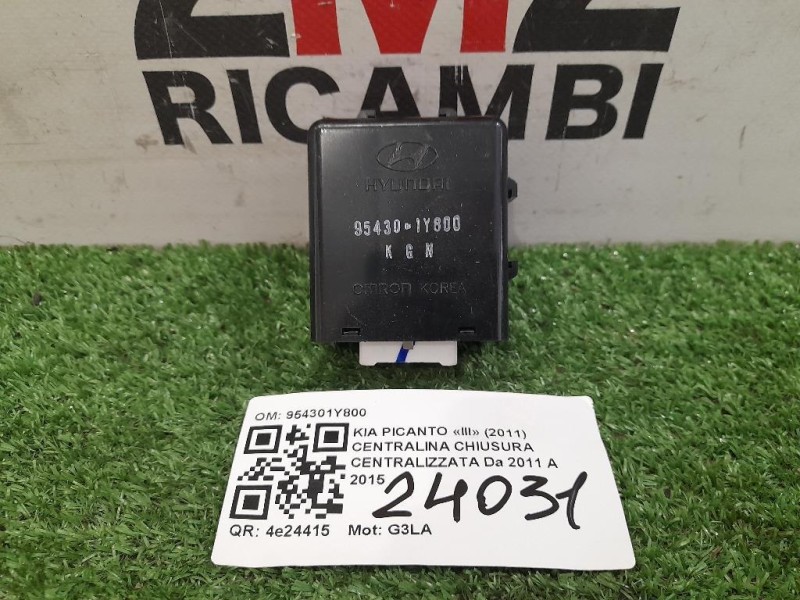 ZMZ
RICAMBI
HYUNDAI
95430-1Y800
K G N
OMRON KOREA
OM: 954301Y800
KIA PICANTO «III» (2011)
CENTRALINA CHIUSURA
CENTRALIZZATA Da 2011 A
2015
24031
QR: 4e24415 Mot: G3LA